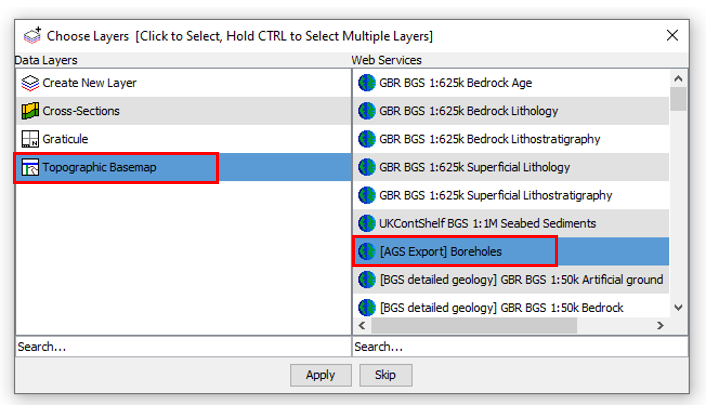 Choose Layers [Click to Select, Hold CTRL to Select Multiple Layers]
Data Layers
Create New Layer
Cross-Sections
Graticule
Topographic Basemap
Search...
Web Services
GBR BGS 1:625k Bedrock Age
GBR BGS 1:625k Bedrock Lithology
GBR BGS 1:625k Bedrock Lithostratigraphy
GBR BGS 1:625k Superficial Lithology
GBR BGS 1:625k Superficial Lithostratigraphy
UKContShelf BGS 1:1M Seabed Sediments
[AGS Export] Boreholes
[BGS detailed geology] GBR BGS 1:50k Artificial ground
[BGS detailed geology] GBR BGS 1:50k Bedrock
Search...
Apply
Skip